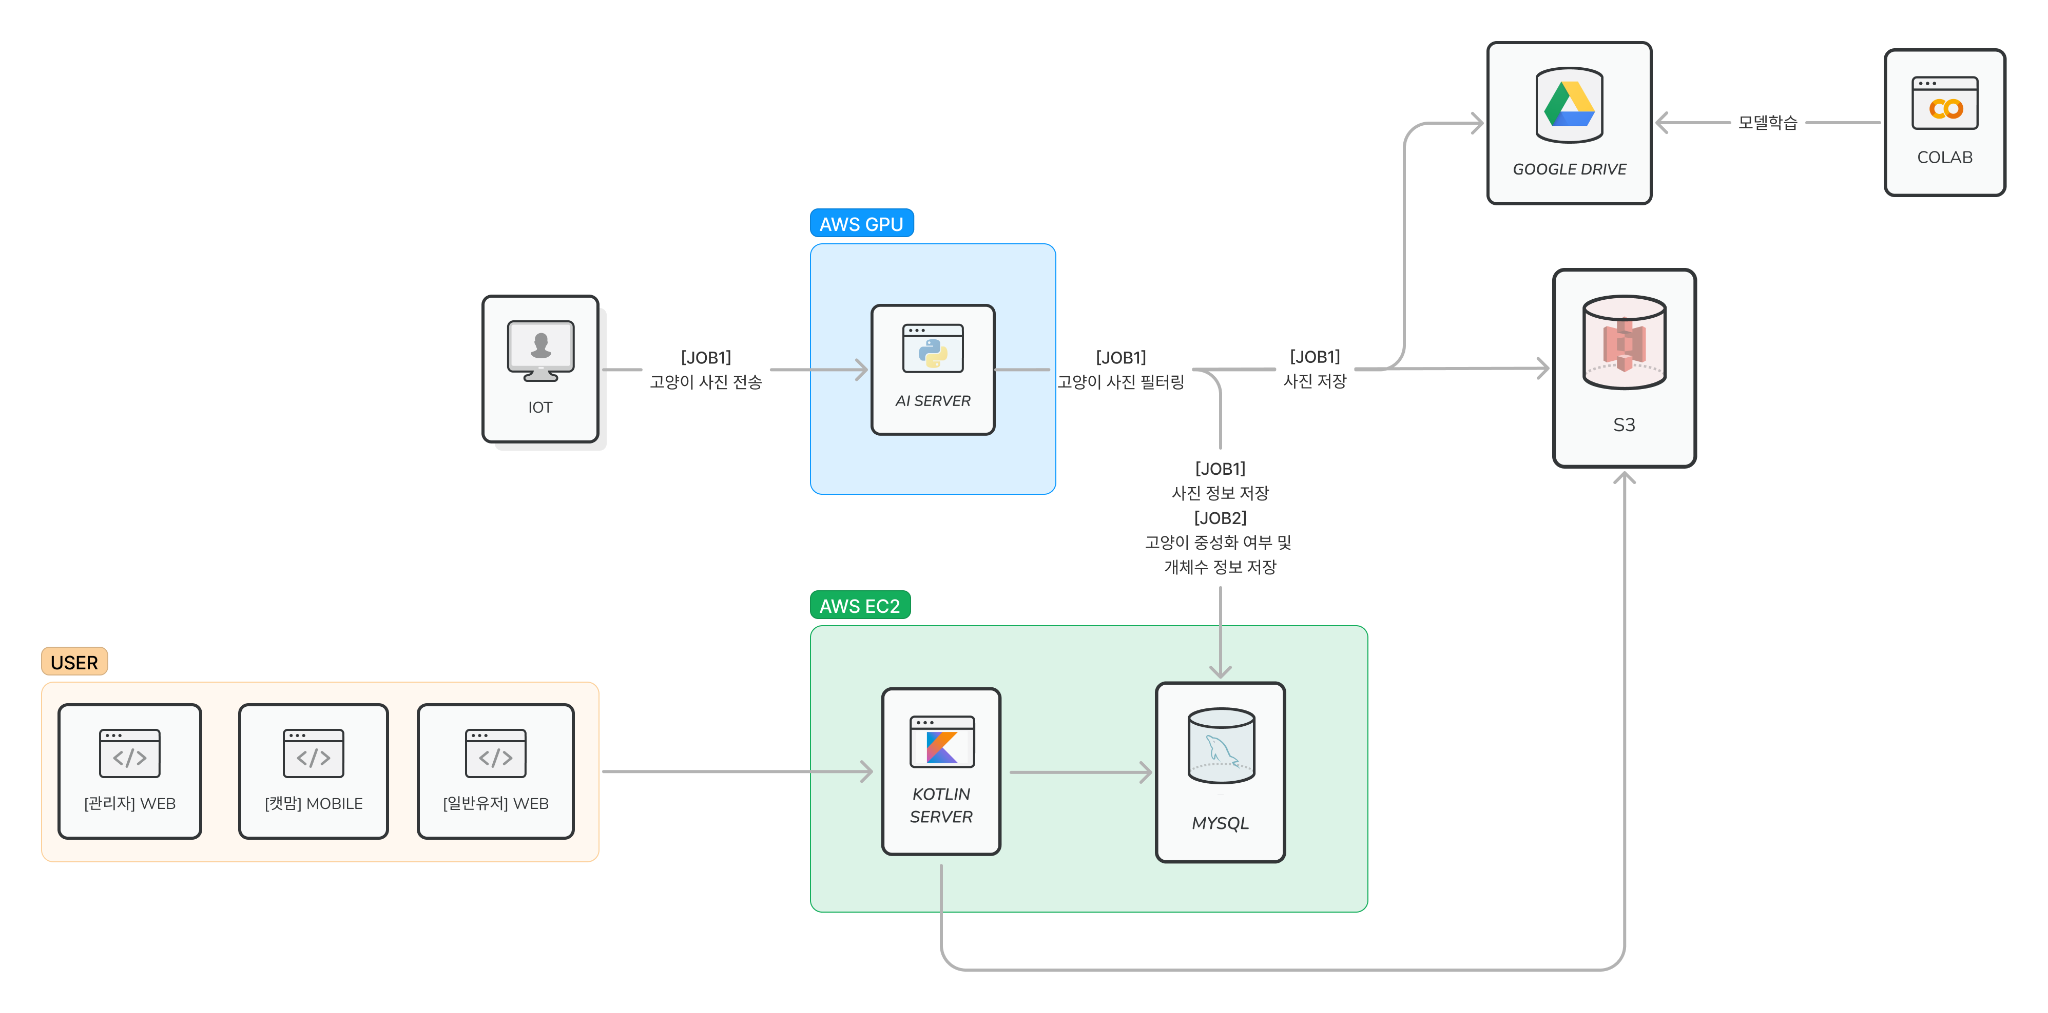 GOOGLE DRIVE
모델학습
COLAB
AWS GPU
IOT
[JOB1]
고양이 사진 전송
AI SERVER
[JOB1]
고양이 사진 필터링
[JOB1]
사진 저장
S3
[JOB1]
사진 정보 저장
[JOB2]
고양이 중성화 여부 및
개체수 정보 저장
AWS EC2
USER
[관리자] WEB
[캣맘] MOBILE
[일반유저] WEB
KOTLIN
SERVER
MYSQL